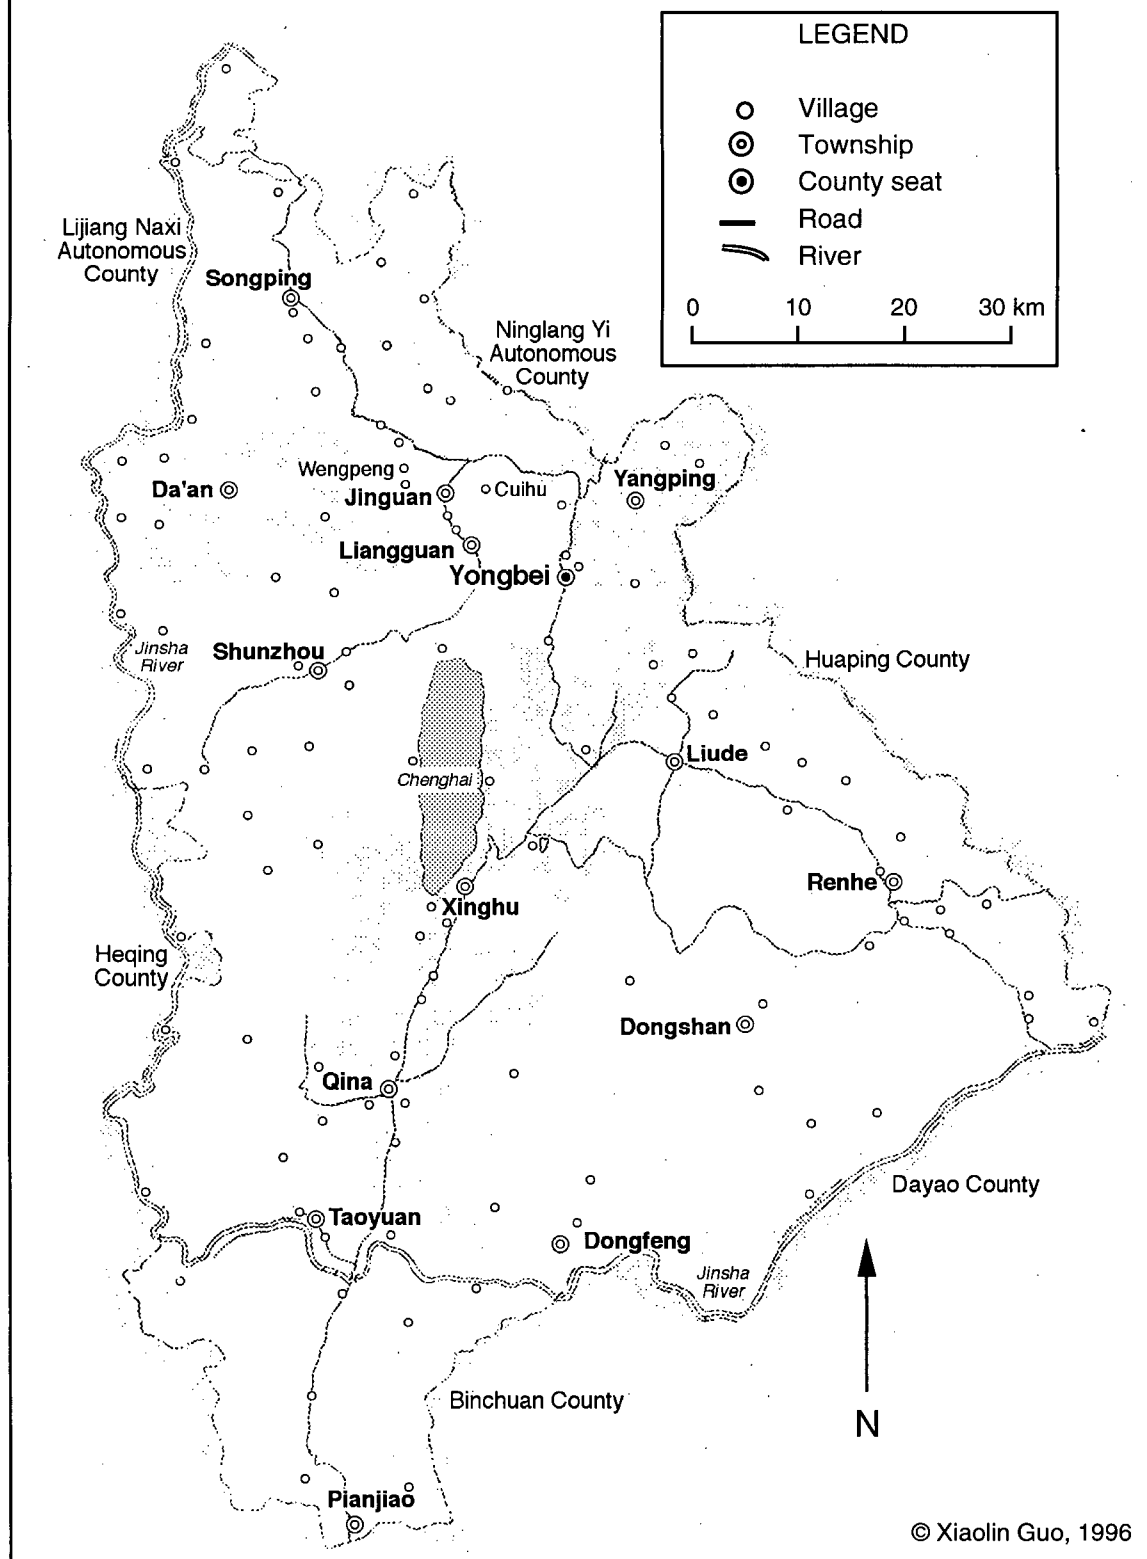 LEGEND
Village
Township
County seat
Road
River
0 10 20 30 km
Lijiang Naxi
Autonomous
County
Songping
Ninglang Yi
Autonomous
County
Wengpeng
Da'an
Jinguan
Cuihu
Yangping
Liangguan
Yongbei
Jinsha
River
Shunzhou
Huaping County
Liude
Chenghai
Renhe
Xinghu
Heqing
County
Dongshan
Qina
Dayao County
Taoyuan
Dongfeng
Jinsha
River
Binchuan County
N
Pianjiao
© Xiaolin Guo, 1996